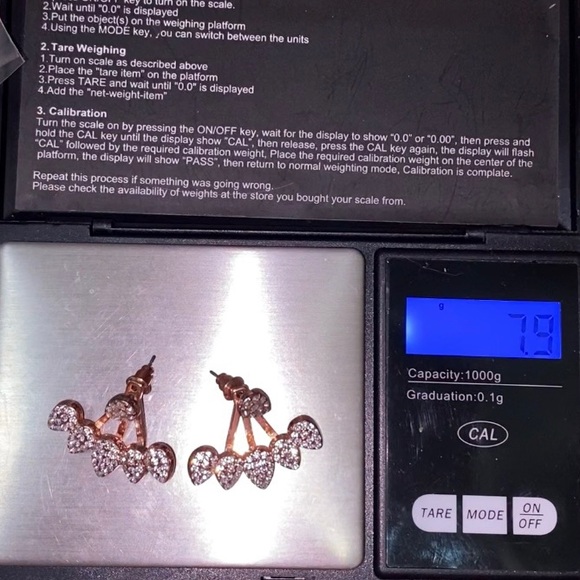 key to turn on the scale.
2.Wait until "0.0" is displayed
3.Put the object(s) on the weighing platform
4.Using the MODE key, you can switch between the units
2. Tare Weighing
1.Turn on scale as described above
2.Place the "tare item" on the platform
3.Press TARE and wait until "0.0" is displayed
4.Add the "net-weight-item"
3. Calibration
Turn the scale on by pressing the ON/OFF key, wait for the display to show "0.0" or "0.00", then press and
hold the CAL key until the display show "CAL", then release, press the CAL key again, the display will flash
"CAL" followed by the required calibration weight, Place the required calibration weight on the center of the
platform, the display will show "PASS", then return to normal weighting mode, Calibration is complete.
Repeat this process if something was going wrong.
Please check the availability of weights at the store you bought your scale from.
g
7.9
Capacity:1000g
Graduation:0.1g
CAL
TARE MODE ON
OFF